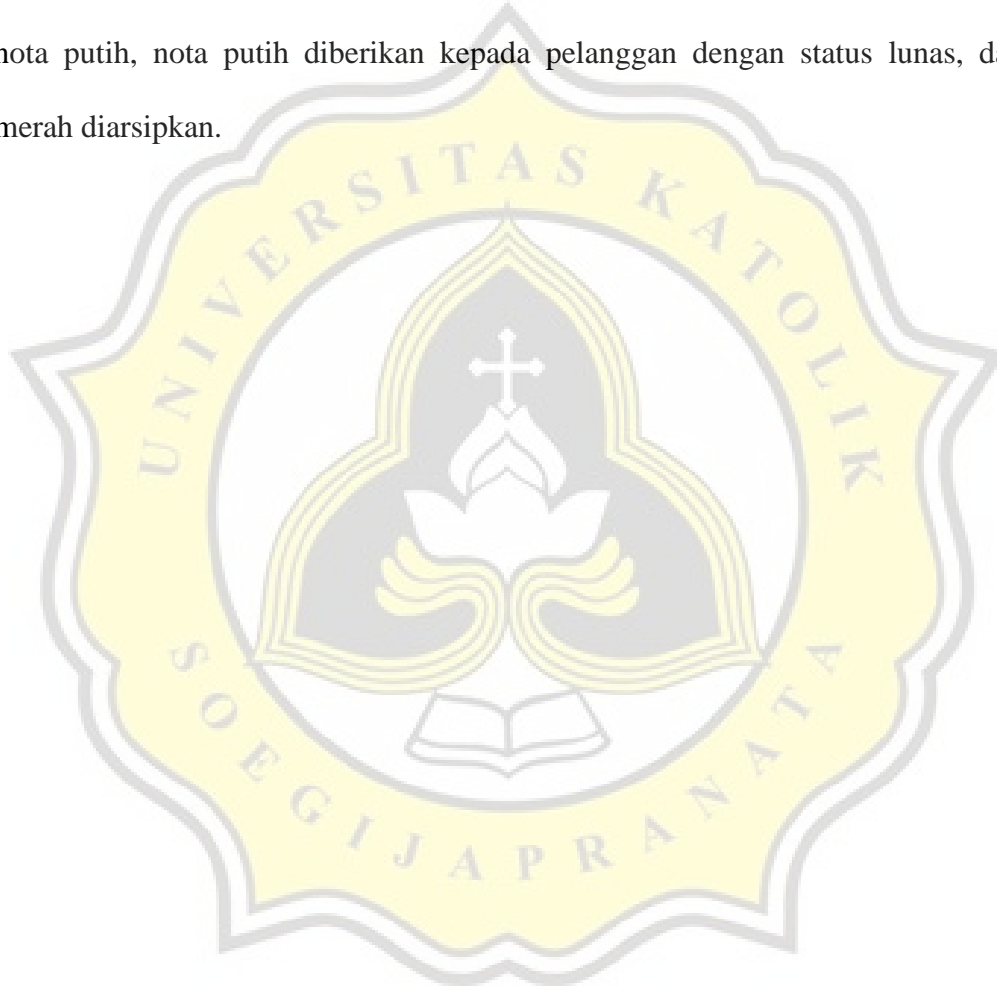 nota putih, nota putih diberikan kepada pelanggan dengan status lunas, da
merah diarsipkan.
UNIVERSITAS KATOLIK
SOEGIJAPRANATA